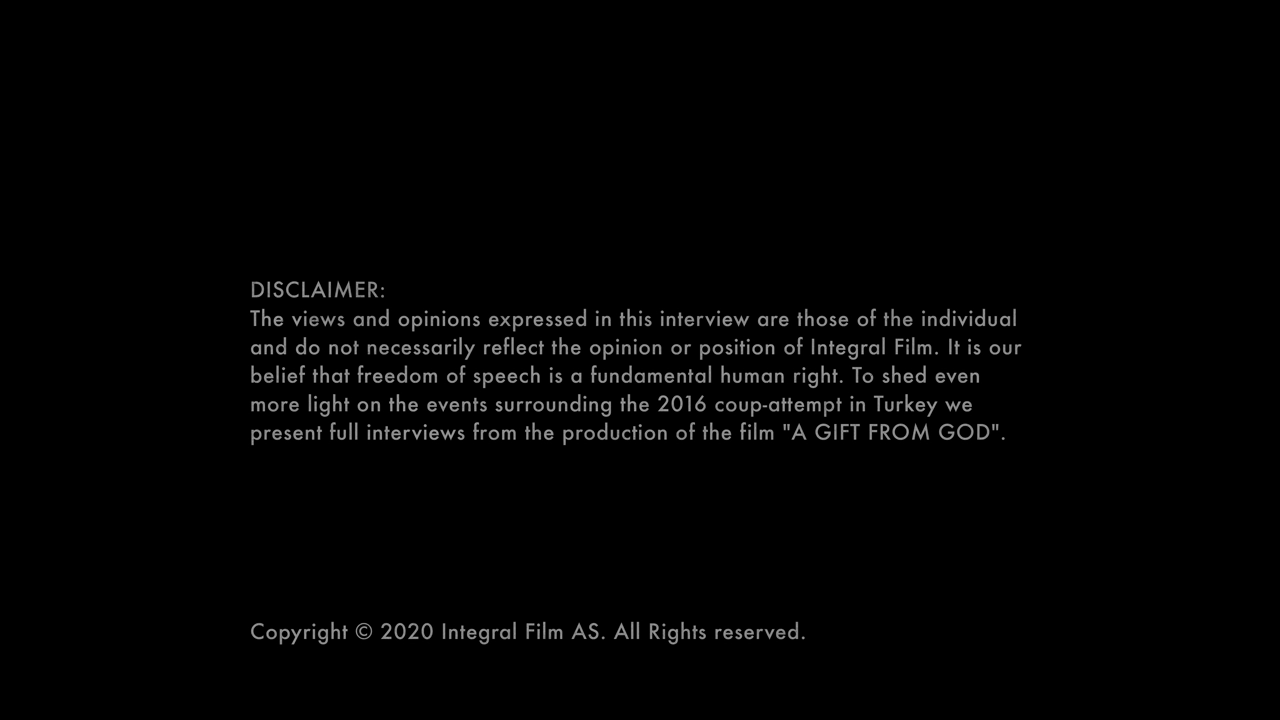 DISCLAIMER:
The views and opinions expressed in this interview are those of the individual
and do not necessarily reflect the opinion or position of Integral Film. It is our
belief that freedom of speech is a fundamental human right. To shed even
more light on the events surrounding the 2016 coup-attempt in Turkey we
present full interviews from the production of the film "A GIFT FROM GOD".
Copyright © 2020 Integral Film AS. All Rights reserved.